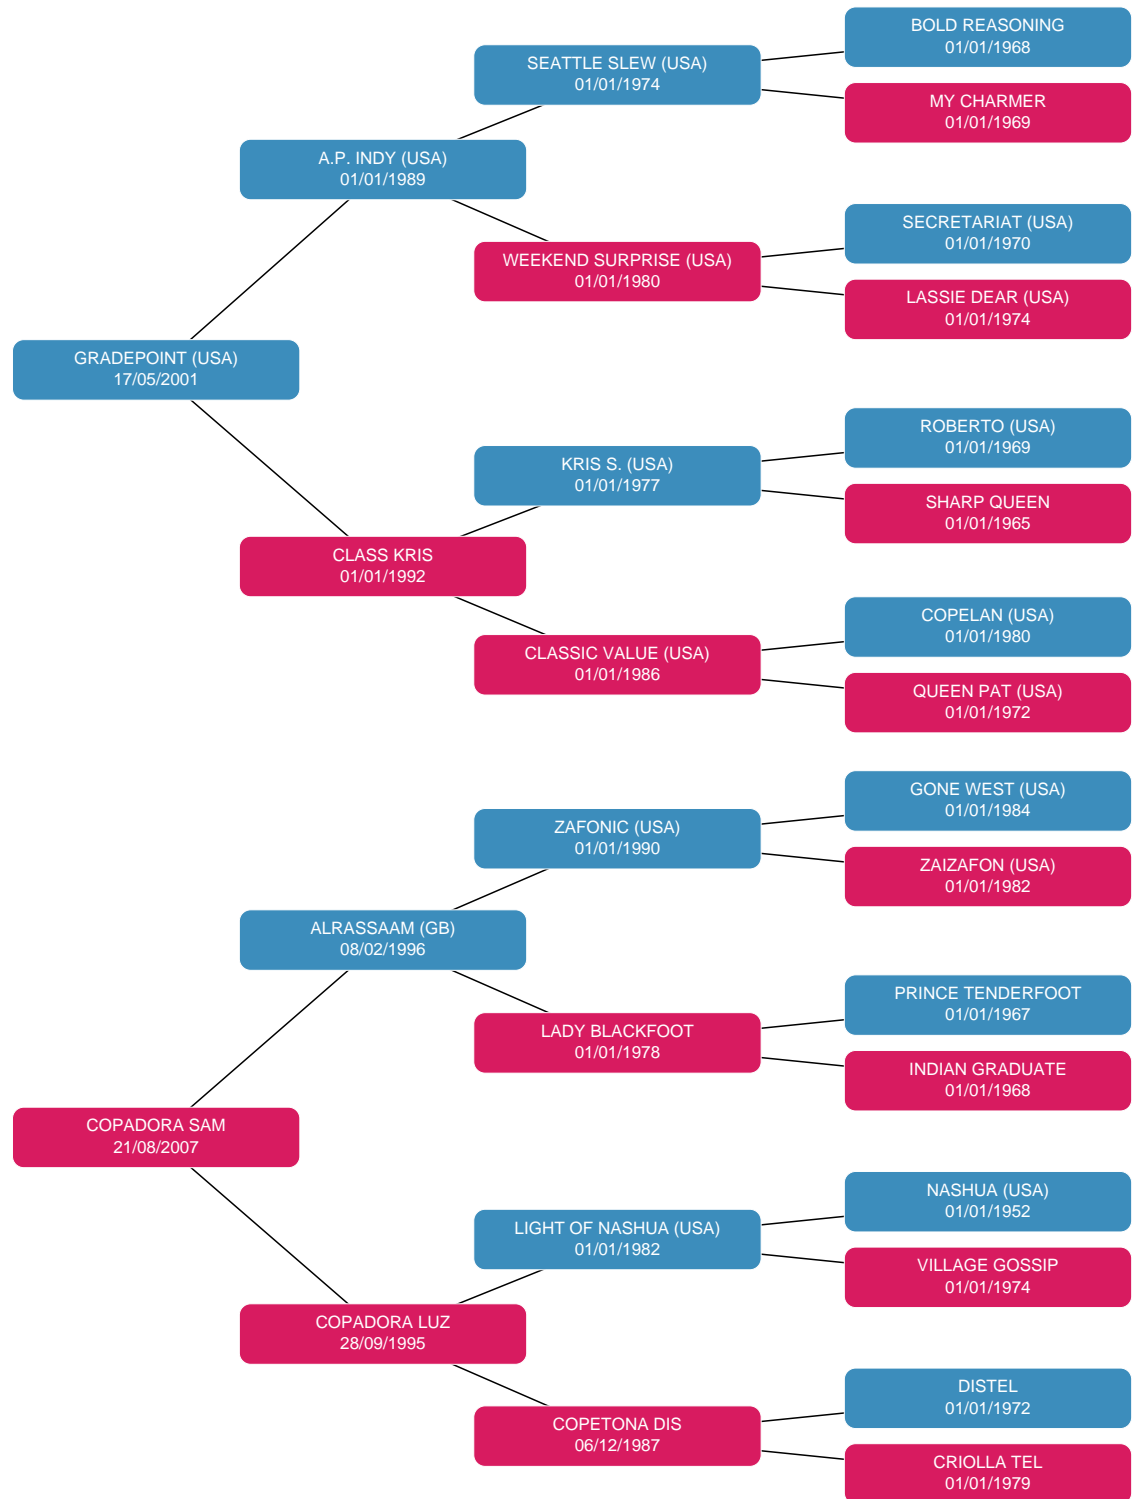 BOLD REASONING
01/01/1968
SEATTLE SLEW (USA)
01/01/1974
MY CHARMER
01/01/1969
A.P. INDY (USA)
01/01/1989
SECRETARIAT (USA)
01/01/1970
WEEKEND SURPRISE (USA)
01/01/1980
LASSIE DEAR (USA)
01/01/1974
GRADEPOINT (USA)
17/05/2001
ROBERTO (USA)
01/01/1969
KRIS S. (USA)
01/01/1977
SHARP QUEEN
01/01/1965
CLASS KRIS
01/01/1992
COPELAN (USA)
01/01/1980
CLASSIC VALUE (USA)
01/01/1986
QUEEN PAT (USA)
01/01/1972
GONE WEST (USA)
01/01/1984
ZAFONIC (USA)
01/01/1990
ZAIZAFON (USA)
01/01/1982
ALRASSAAM (GB)
08/02/1996
PRINCE TENDERFOOT
01/01/1967
LADY BLACKFOOT
01/01/1978
INDIAN GRADUATE
01/01/1968
COPADORA SAM
21/08/2007
NASHUA (USA)
01/01/1952
LIGHT OF NASHUA (USA)
01/01/1982
VILLAGE GOSSIP
01/01/1974
COPADORA LUZ
28/09/1995
DISTEL
01/01/1972
COPETONA DIS
06/12/1987
CRIOLLA TEL
01/01/1979